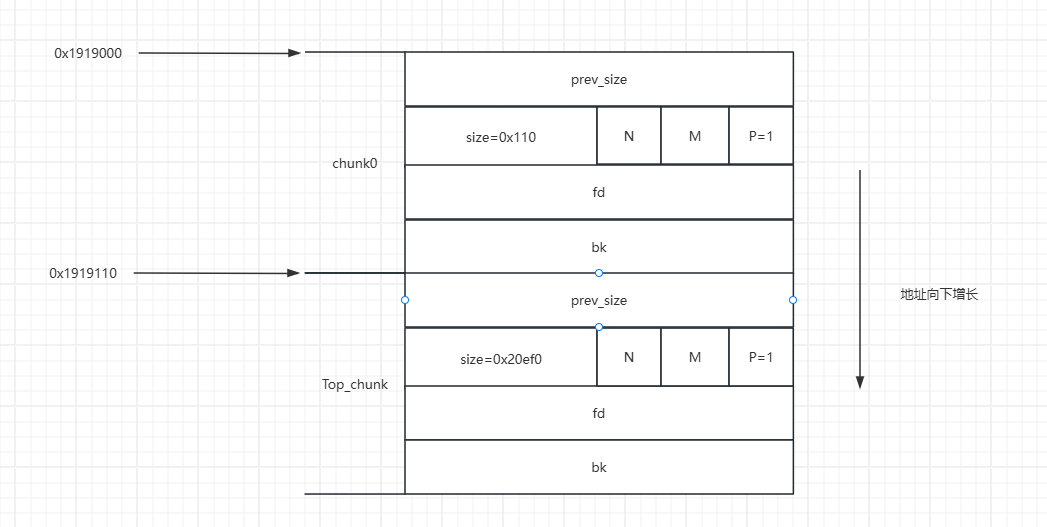 0x1919000
prev_size
size=0x110 N M P=1
chunk0
fd
bk
0x1919110
prev_size
地址向下增长
size=0x20ef0 N M P=1
Top_chunk
fd
bk